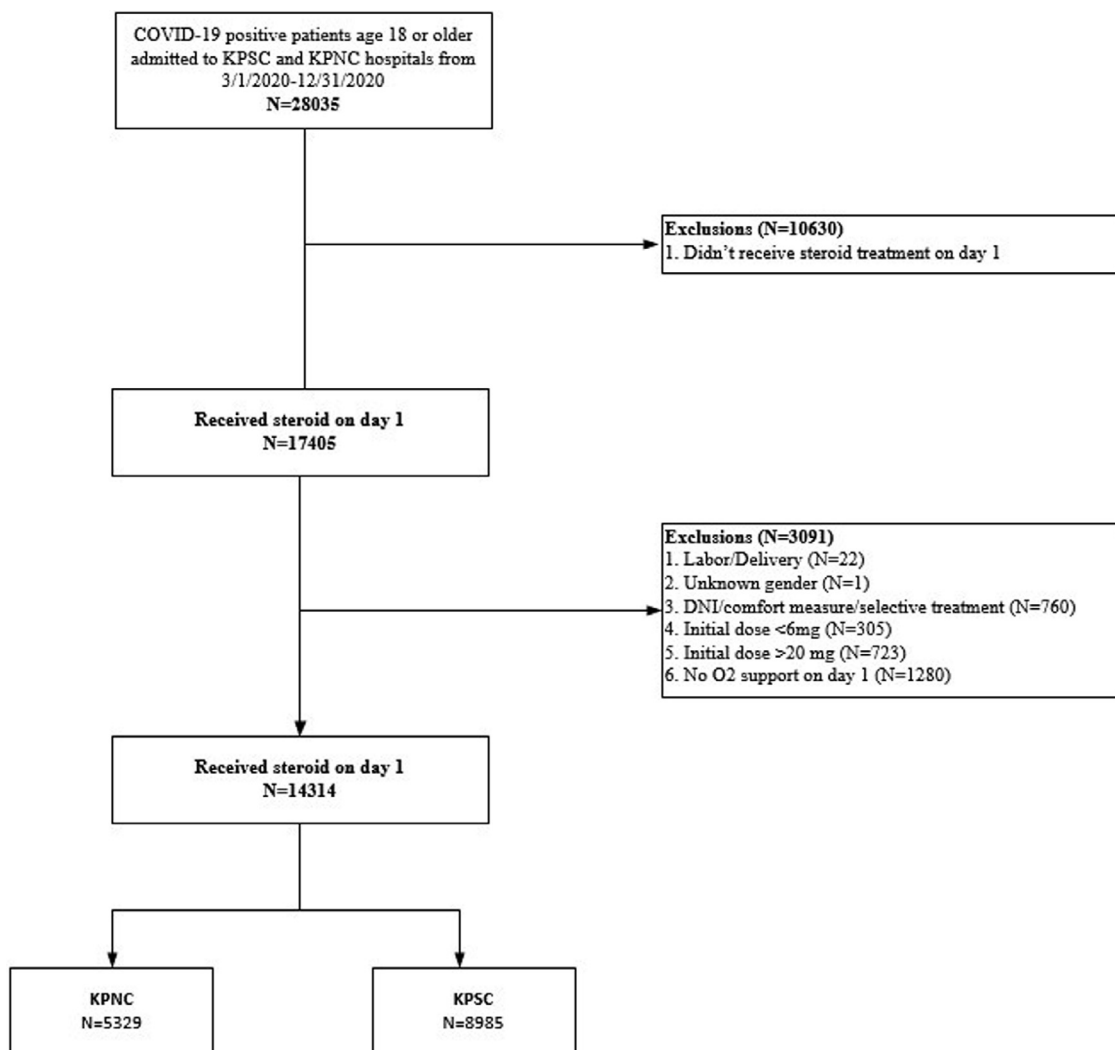 COVID-19 positive patients age 18 or older
admitted to KPSC and KPNC hospitals from
3/1/2020-12/31/2020
N=28035
Exclusions (N=10630)
1. Didn’t receive steroid treatment on day 1
Received steroid on day 1
N=17405
Exclusions (N=3091)
1. Labor/Delivery (N=22)
2. Unknown gender (N=1)
3. DNI/comfort measure/selective treatment (N=760)
4. Initial dose <6mg (N=305)
5. Initial dose >20 mg (N=723)
6. No O2 support on day 1 (N=1280)
Received steroid on day 1
N=14314
KPNC
N=5329
KPSC
N=8985